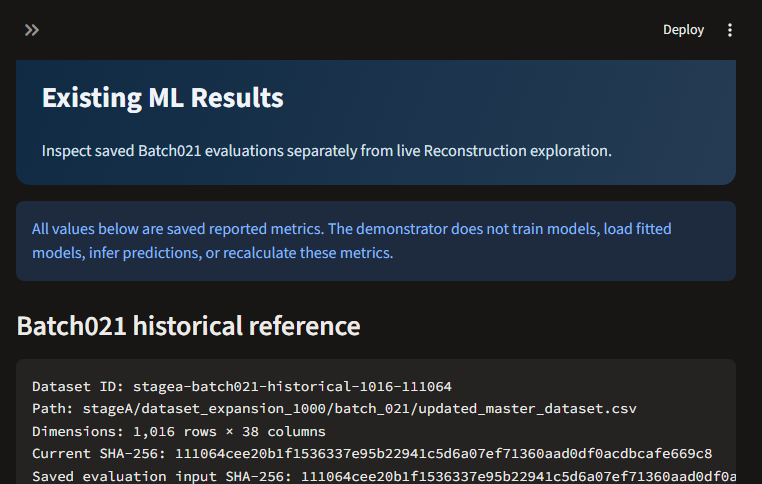 Deploy
Existing ML Results
Inspect saved Batch021 evaluations separately from live Reconstruction exploration.
All values below are saved reported metrics. The demonstrator does not train models, load fitted
models, infer predictions, or recalculate these metrics.
Batch021 historical reference
Dataset ID: stagea-batch021-historical-1016-111064
Path: stageA/dataset_expansion_1000/batch_021/updated_master_dataset.csv
Dimensions: 1,016 rows × 38 columns
Current SHA-256: 111064cee20b1f1536337e95b22941c5d6a07ef71360aad0df0acdbcafe669c8
Saved evaluation input SHA-256: 111064cee20b1f1536337e95b22941c5d6a07ef71360aad0df0a